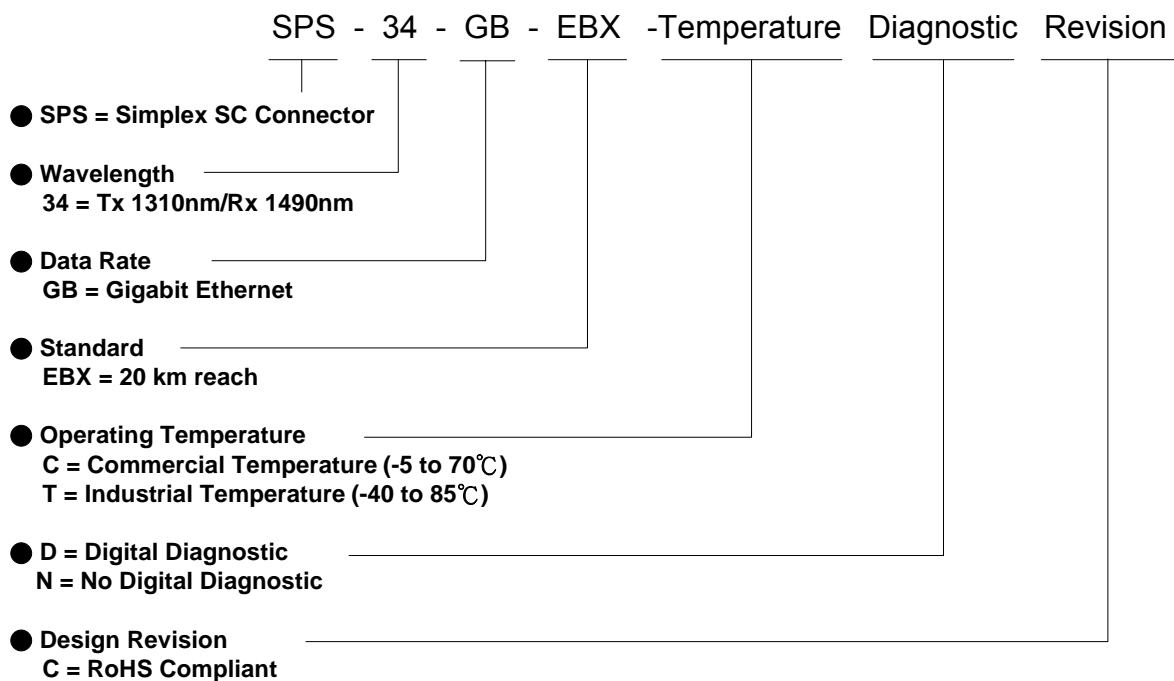 SPS - 34 - GB - EBX -Temperature Diagnostic Revision
● SPS = Simplex SC Connector
● Wavelength
34 = Tx 1310nm/Rx 1490nm
● Data Rate
GB = Gigabit Ethernet
● Standard
EBX = 20 km reach
● Operating Temperature
C = Commercial Temperature (-5 to 70℃)
T = Industrial Temperature (-40 to 85℃)
● D = Digital Diagnostic
N = No Digital Diagnostic
● Design Revision
C = RoHS Compliant